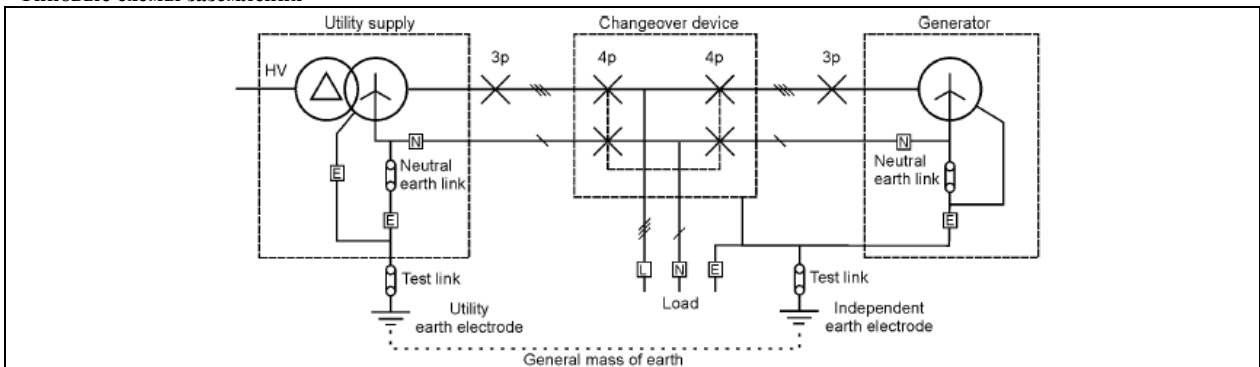 Utility supply
Changeover device
Generator
HV
3p
4p
4p
3p
N
N
E
Neutral
earth link
Neutral
earth link
E
E
Test link
L
N
E
Test link
Load
Utility
earth electrode
Independent
earth electrode
General mass of earth